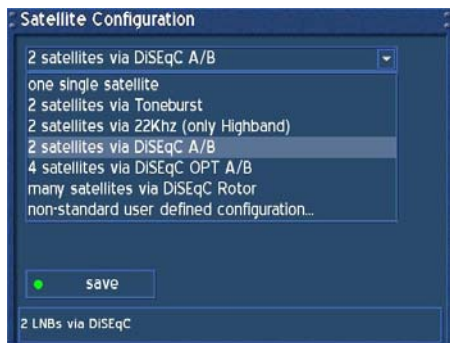 Satellite Configuration
2 satellites via DiSEqC A/B
one single satellite
2 satellites via Toneburst
2 satellites via 22Khz (only Highband)
2 satellites via DiSEqC A/B
4 satellites via DiSEqC OPT A/B
many satellites via DiSEqC Rotor
non-standard user defined configuration...
save
2 LNBs via DiSEqC